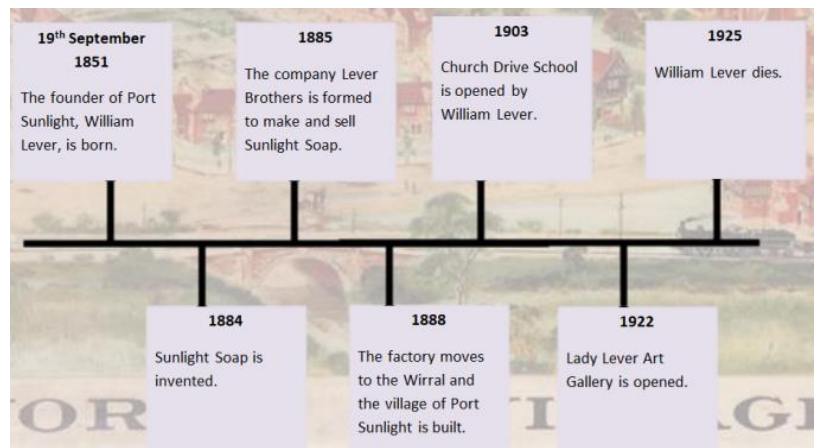 19th September
1851
The founder of Port
Sunlight, William
Lever, is born.
1885
The company Lever
Brothers is formed
to make and sell
Sunlight Soap.
1903
Church Drive School
is opened by
William Lever.
1925
William Lever dies.
1884
Sunlight Soap is
invented.
1888
The factory moves
to the Wirral and
the village of Port
Sunlight is built.
1922
Lady Lever Art
Gallery is opened.